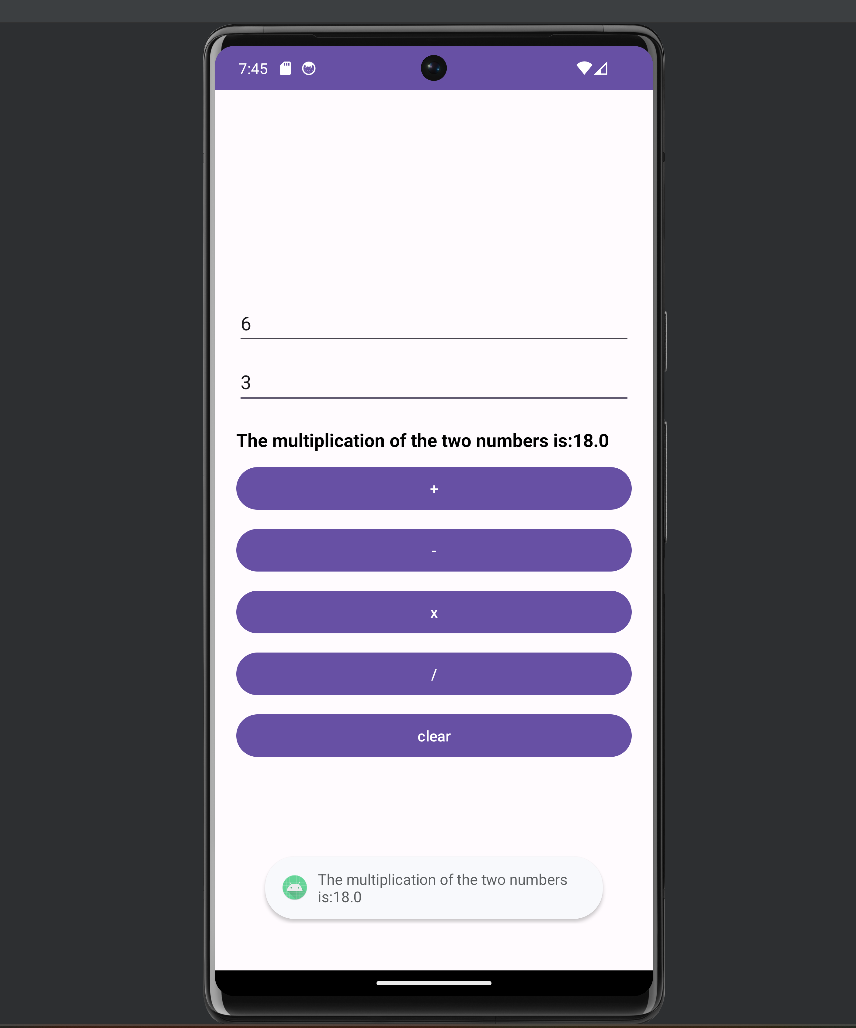 7:45
6
3
The multiplication of the two numbers is:18.0
+
-
x
/
clear
The multiplication of the two numbers
is:18.0